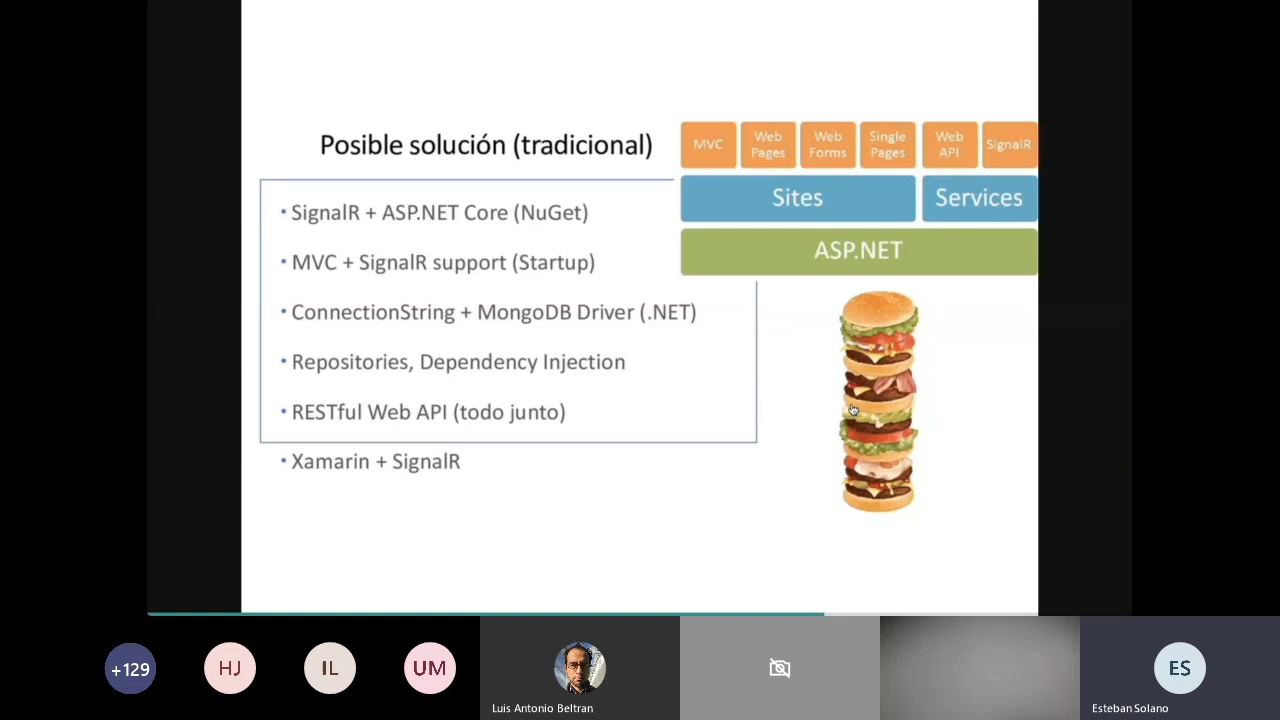 Posible solución (tradicional)
• SignalR + ASP.NET Core (NuGet)
• MVC + SignalR support (Startup)
• ConnectionString + MongoDB Driver (.NET)
• Repositories, Dependency Injection
• RESTful Web API (todo junto)
• Xamarin + SignalR
MVC
Web
Pages
Web
Forms
Single
Pages
Web
API
SignalR
Sites
Services
ASP.NET
+129
HJ
IL
UM
Luis Antonio Beltran
ES
Esteban Solano